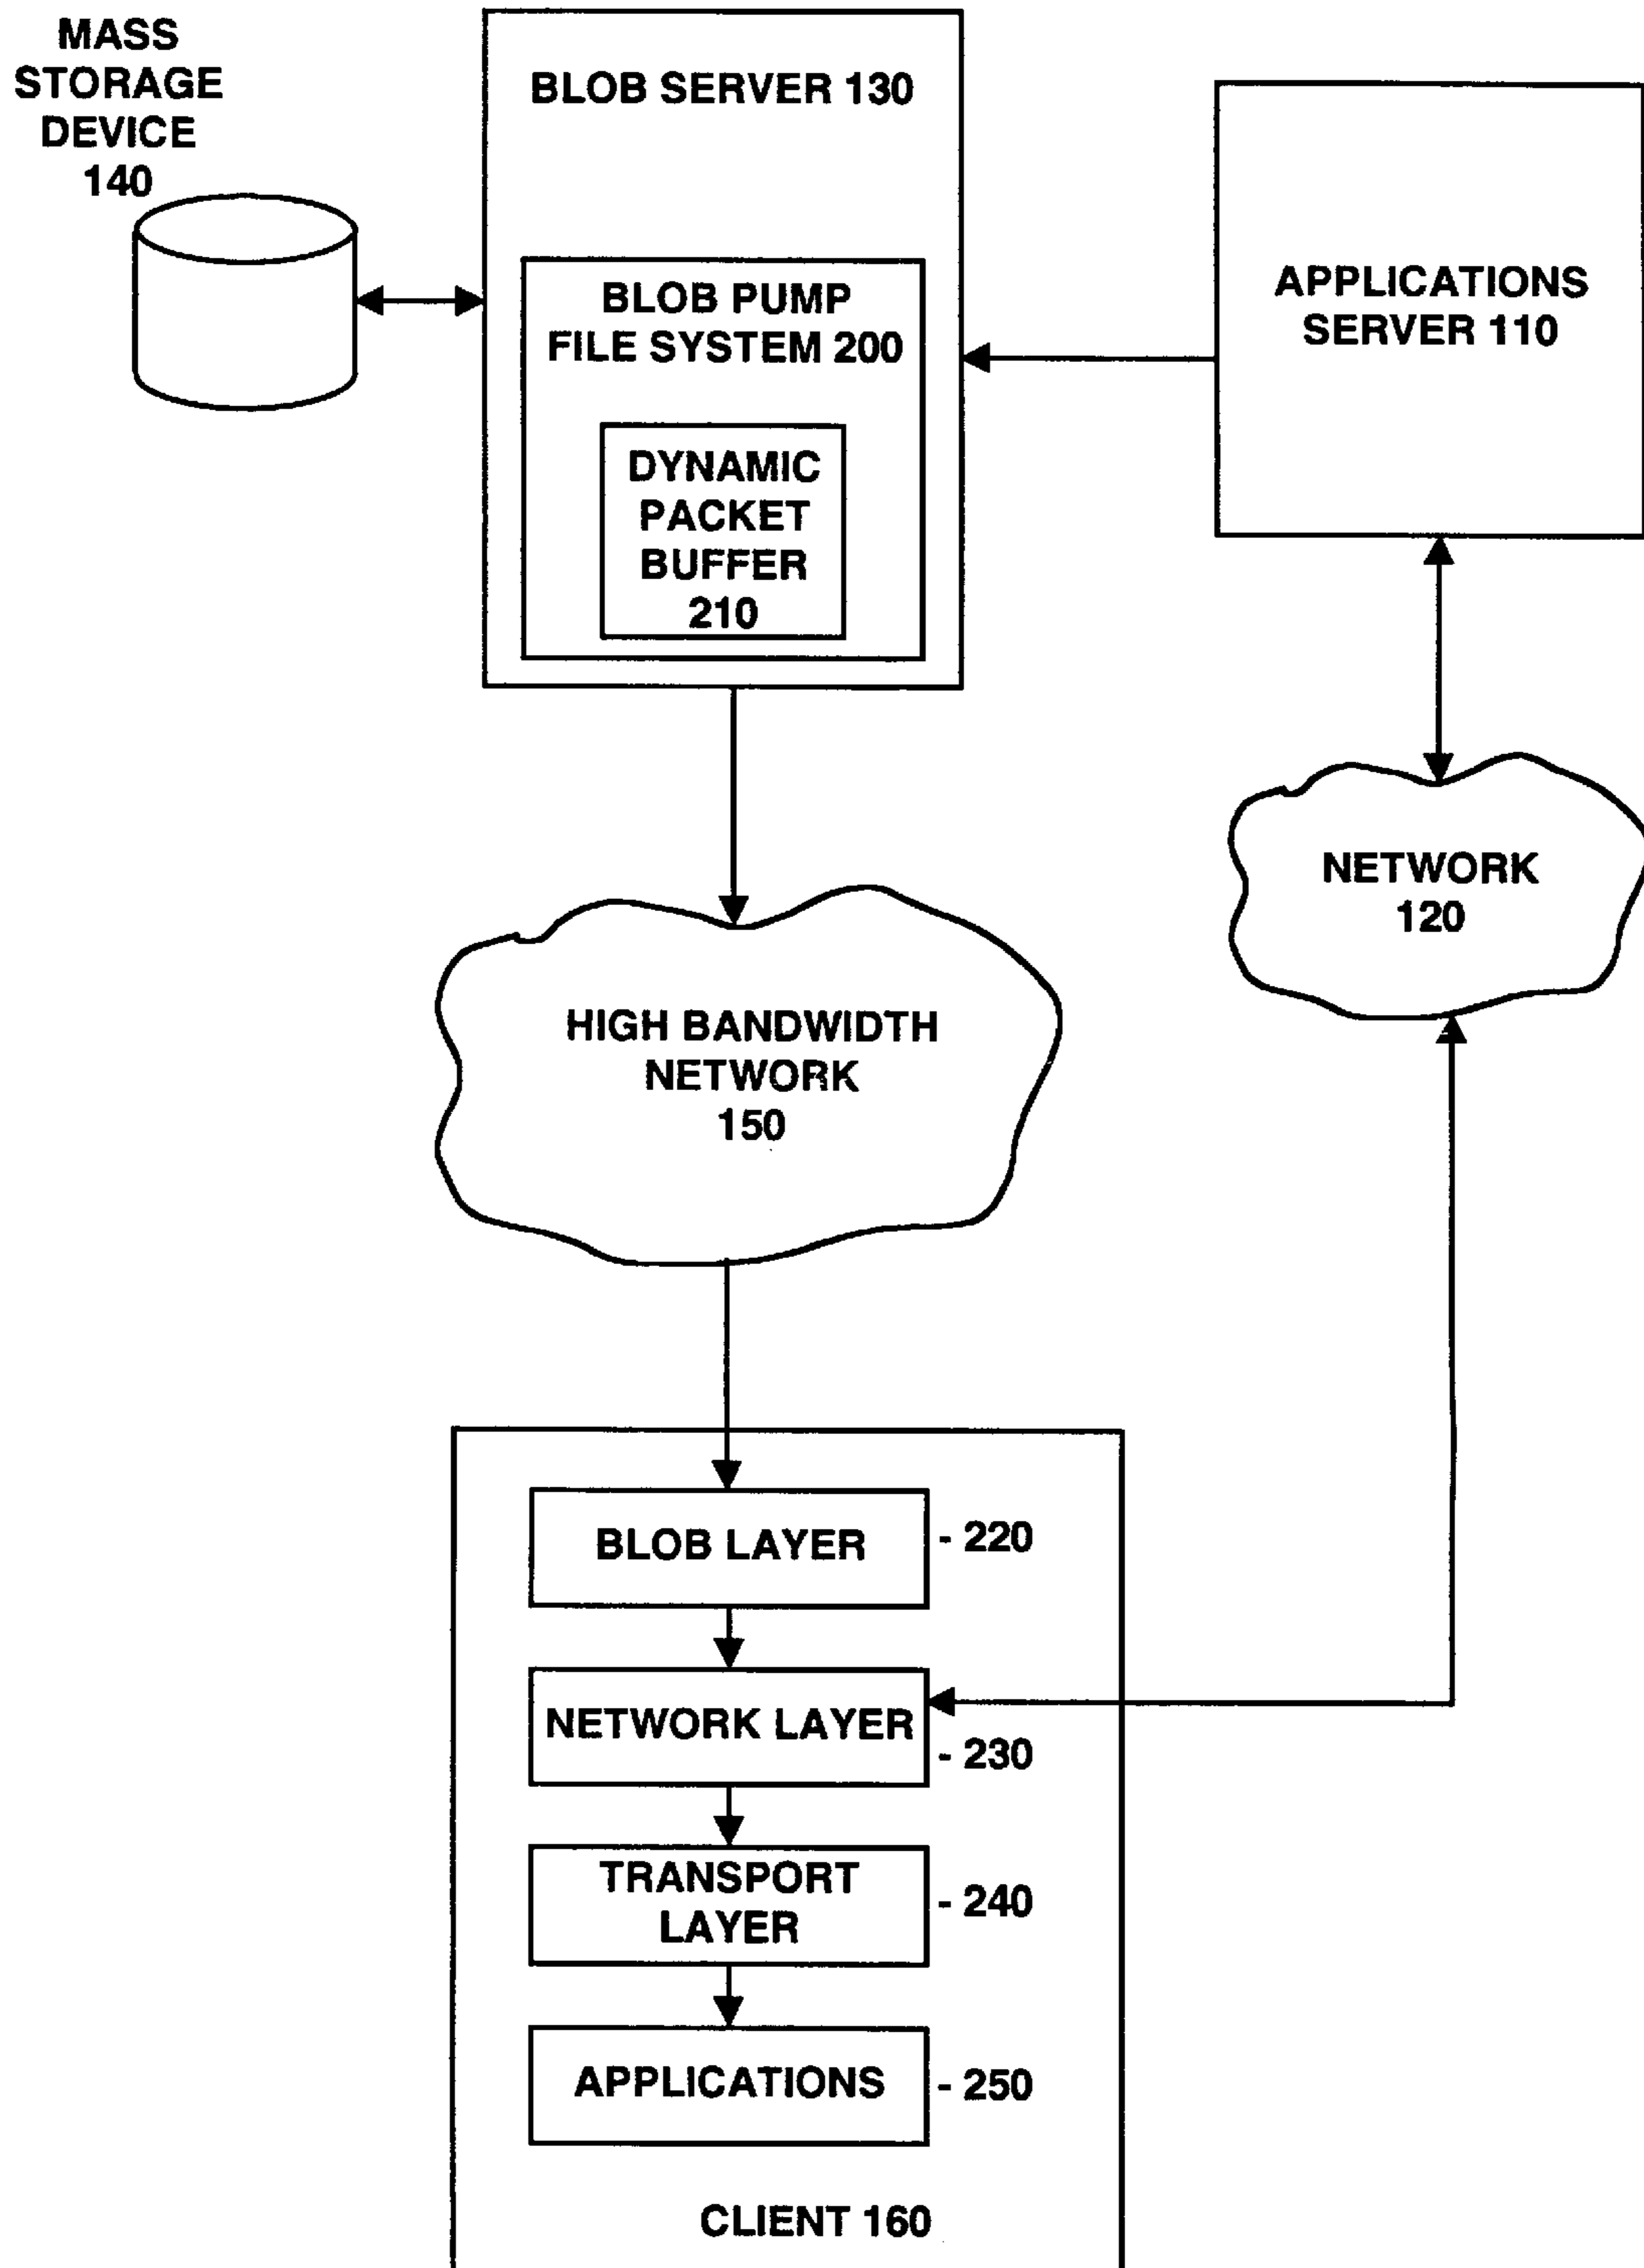 MASS
STORAGE
DEVICE
140
BLOB SERVER 130
BLOB PUMP
FILE SYSTEM 200
DYNAMIC
PACKET
BUFFER
210
APPLICATIONS
SERVER 110
NETWORK
120
HIGH BANDWIDTH
NETWORK
150
BLOB LAYER
- 220
NETWORK LAYER
- 230
TRANSPORT
LAYER
- 240
APPLICATIONS
- 250
CLIENT 160